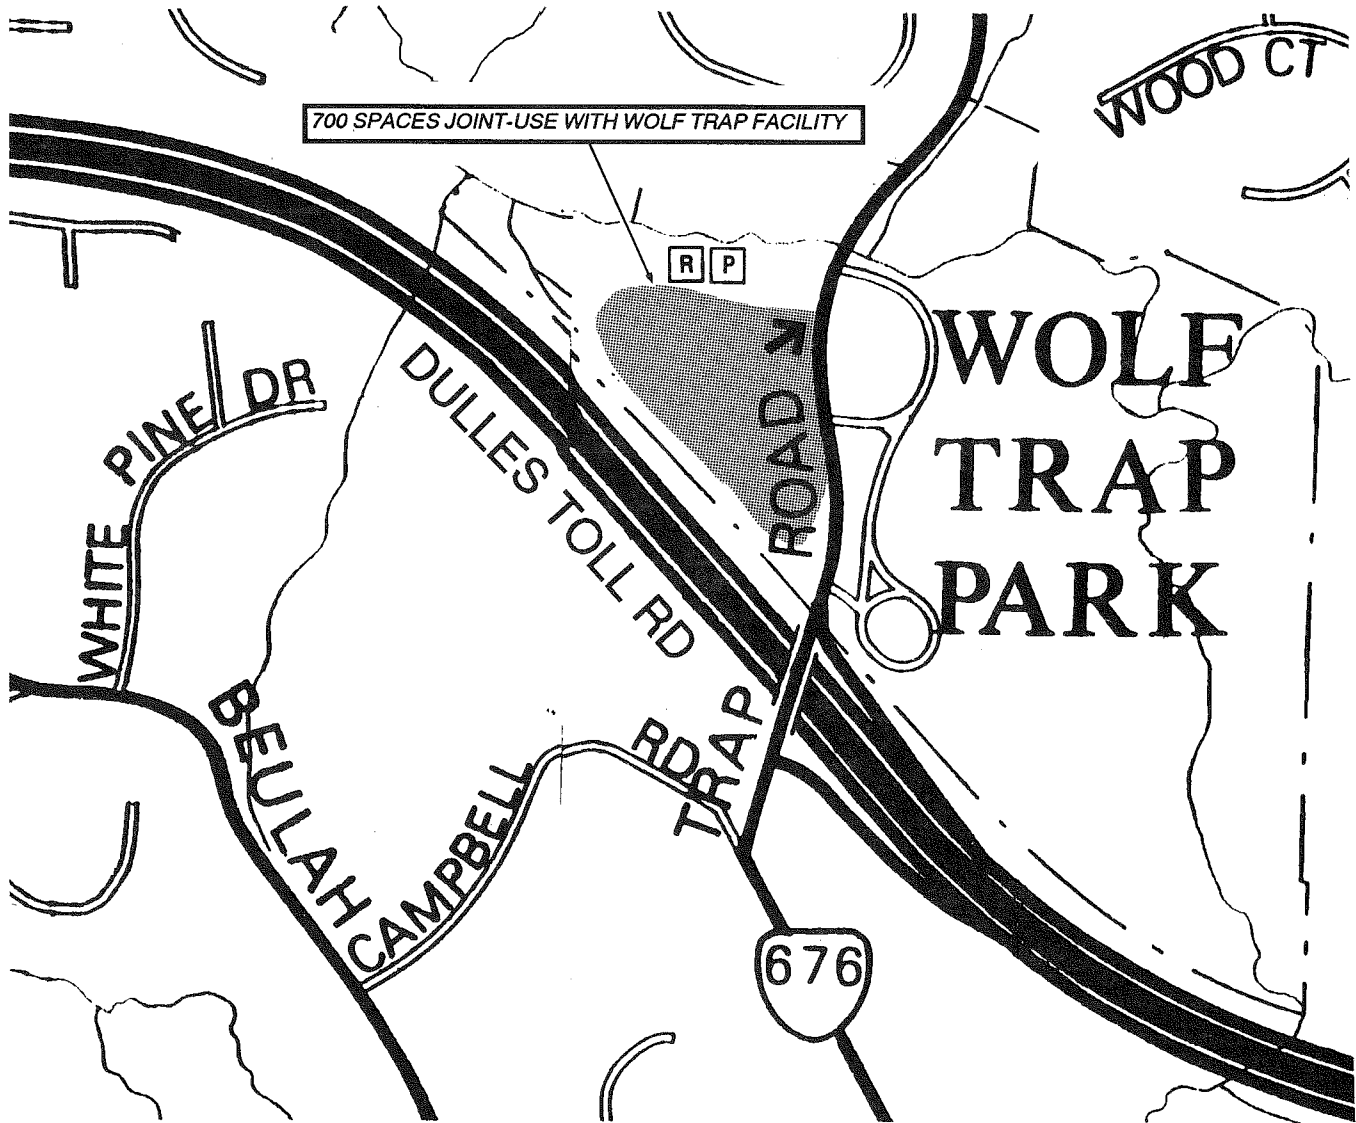 WOOD CT
700 SPACES JOINT-USE WITH WOLF TRAP FACILITY
R P
WOLF
TRAP
PARK
ROAD
DULLES TOLL RD
WHITE PINE DR
BEULAH
CAMPBELL RD
TRAP
676